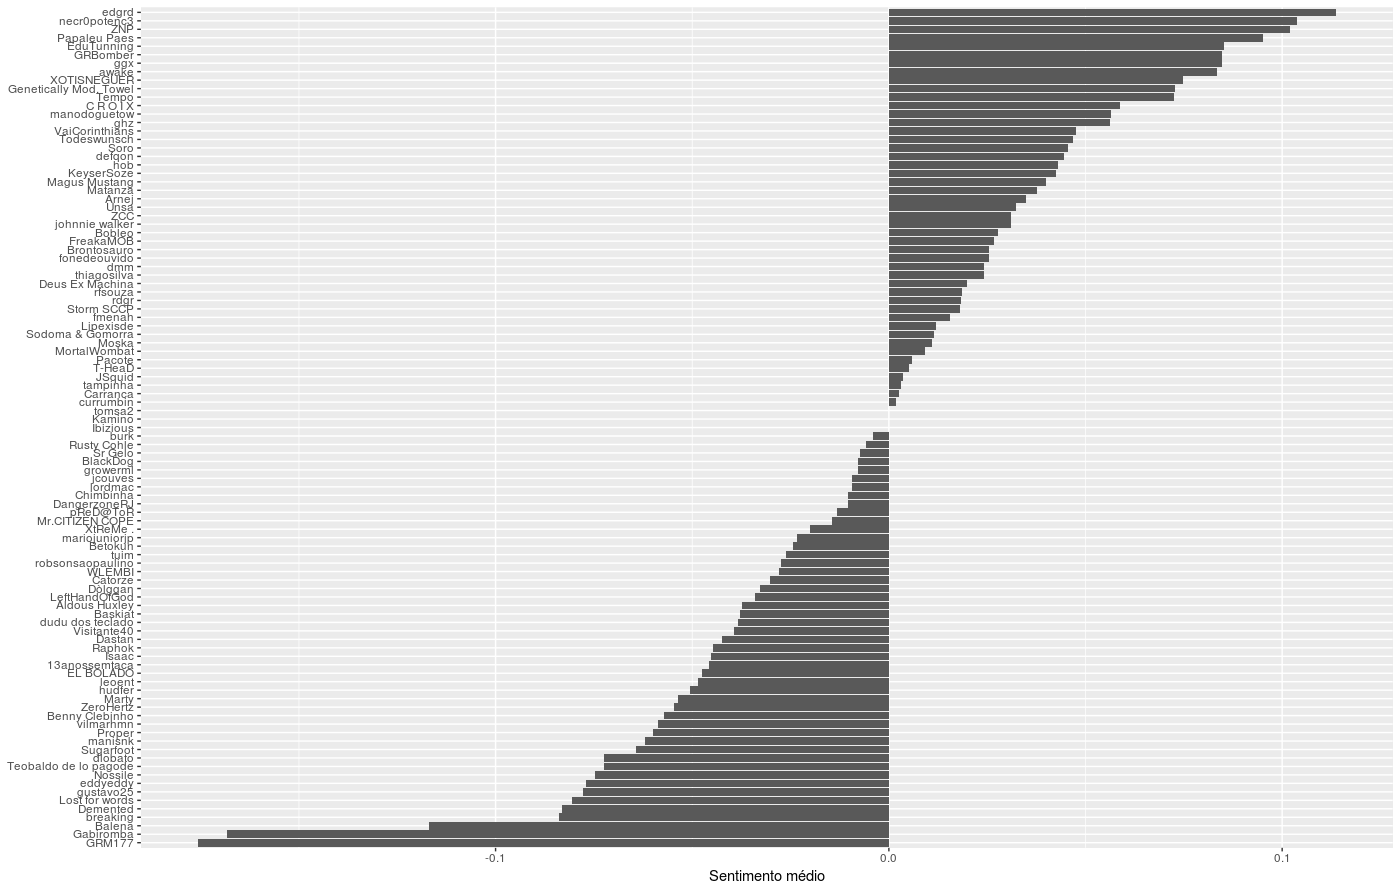 edgrd
necr0potenc3
ZNP
Papaleu Paes
EduTunning
GRBomber
ggx
awake
XOTISNEGUER
Genetically Mod. Towel
Tempo
C R O I X
manodoguetow
ghz
VaiCorinthians
Todeswunsch
Soro
defqon
hob
KeyserSoze
Magus Mustang
Matanza
Arnej
Unsa
ZCC
johnnie walker
Bobleo
FreakaMOB
Brontosauro
fonedeouvido
dmm
thiagosilva
Deus Ex Machina
rfsouza
rdgr
Storm SCCP
fmenah
Lipexisde
Sodoma & Gomorra
Moska
MortalWombat
Pacote
T-HeaD
JSquid
tampinha
Carranca
currumbin
tomsa2
Kamino
Ibizious
burk
Rusty Cohle
Sr Gelo
BlackDog
growerml
jcouves
lordmac
Chimbinha
DangerzoneRJ
pReD@ToR
Mr.CITIZEN COPE
XtReMe .
mariojuniorjp
Betokuh
tuim
robsonsaopaulino
WLEMBI
Catorze
Dolggan
LeftHandOfGod
Aldous Huxley
Baskiat
dudu dos teclado
Visitante40
Dastan
Raphok
Isaac
13anossemtaca
EL BOLADO
leoent
hudfer
Marty
ZeroHertz
Benny Clebinho
vilmarhmn
Proper
manisnk
Sugarfoot
dlobato
Teobaldo de lo pagode
Nossile
eddyeddy
gustavo25
Lost for words
Demented
breaking
Balena
Gabiromba
GRM177
-0.1 0.0 0.1
Sentimento médio